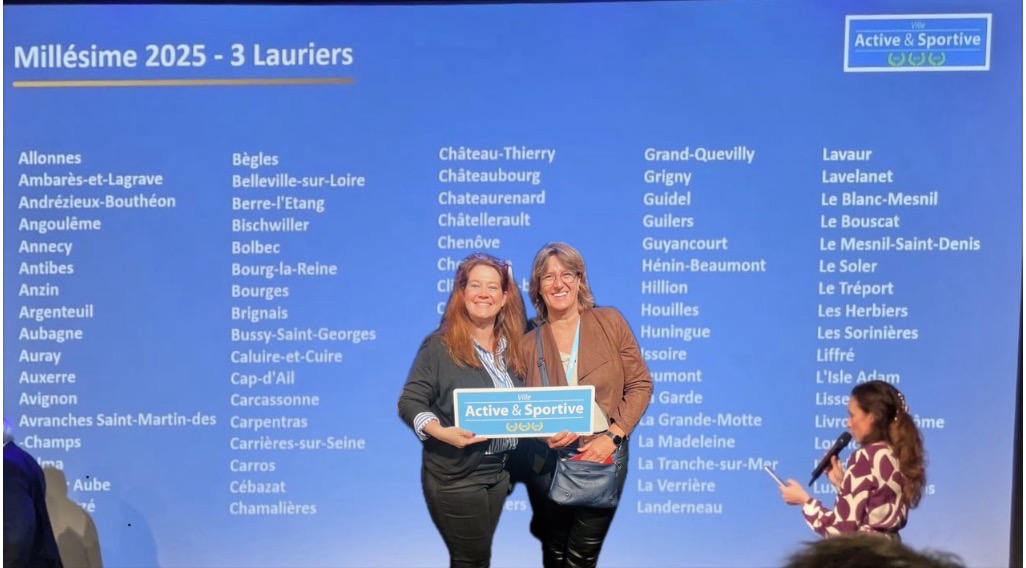 Millésime 2025 - 3 Lauriers
Ville
Active & Sportive
Allonnes
Ambarès-et-Lagrave
Andrézieux-Bouthéon
Angoulême
Annecy
Antibes
Anzin
Argenteuil
Aubagne
Auray
Auxerre
Avignon
Avranches Saint-Martin-des
-Champs
Aube
Bègles
Belleville-sur-Loire
Berre-l'Etang
Bischwiller
Bolbec
Bourg-la-Reine
Bourges
Brignais
Bussy-Saint-Georges
Caluire-et-Cuire
Cap-d'Ail
Carcassonne
Carpentras
Carrières-sur-Seine
Carros
Cébazat
Chamalières
Château-Thierry
Châteaubourg
Chateaurenard
Châtellerault
Chenôve
Grand-Quevilly
Grigny
Guidel
Guilers
Guyancourt
Hénin-Beaumont
Hillion
Houilles
Huningue
Issoire
Garde
La Grande-Motte
La Madeleine
La Tranche-sur-Mer
La Verrière
Landerneau
Lavaur
Lavelanet
Le Blanc-Mesnil
Le Bouscat
Le Mesnil-Saint-Denis
Le Soler
Le Tréport
Les Herbiers
Les Sorinières
Liffré
L'Isle Adam
Ville
Active & Sportive